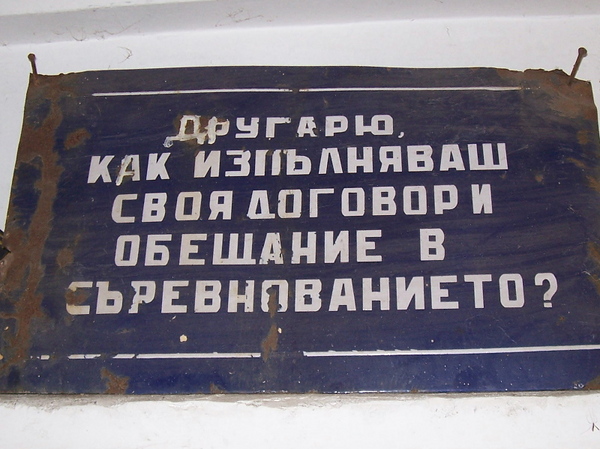 ДРУГАРЮ,
КАК ИЗПЪЛНЯВАШ
СВОЯ ДОГОВОР И
ОБЕЩАНИЕ В
СЪРЕВНОВАНИЕТО?